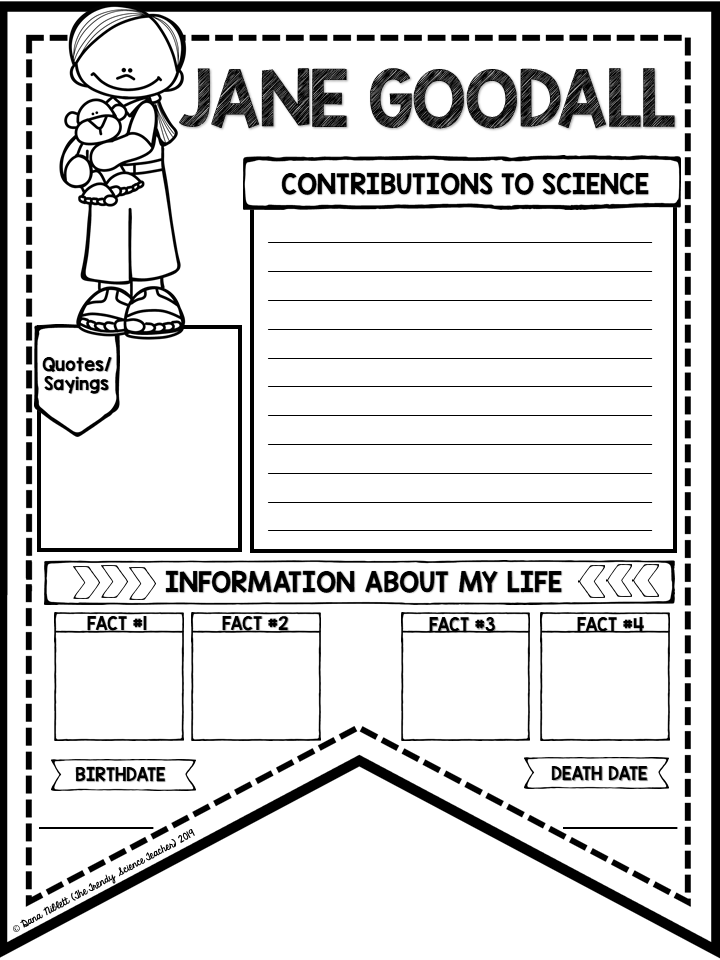 JANE GOODALL
CONTRIBUTIONS TO SCIENCE
Quotes/
Sayings
INFORMATION ABOUT MY LIFE
FACT #1
FACT #2
FACT #3
FACT #4
BIRTHDATE
DEATH DATE
© Dana Niblett (The Trendy Science Teacher) 2019